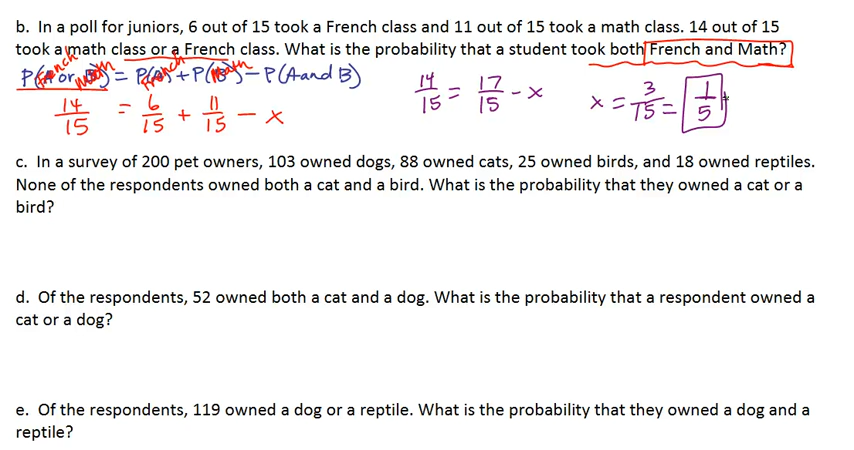 b. In a poll for juniors, 6 out of 15 took a French class and 11 out of 15 took a math class. 14 out of 15
took a math class or a French class. What is the probability that a student took both French and Math?
P(A or B) = P(A) + P(B) - P(A and B)
French math French Math
14/15 = 6/15 + 11/15 - x
14/15 = 17/15 - x
x = 3/15 = 1/5
c. In a survey of 200 pet owners, 103 owned dogs, 88 owned cats, 25 owned birds, and 18 owned reptiles.
None of the respondents owned both a cat and a bird. What is the probability that they owned a cat or a
bird?
d. Of the respondents, 52 owned both a cat and a dog. What is the probability that a respondent owned a
cat or a dog?
e. Of the respondents, 119 owned a dog or a reptile. What is the probability that they owned a dog and a
reptile?